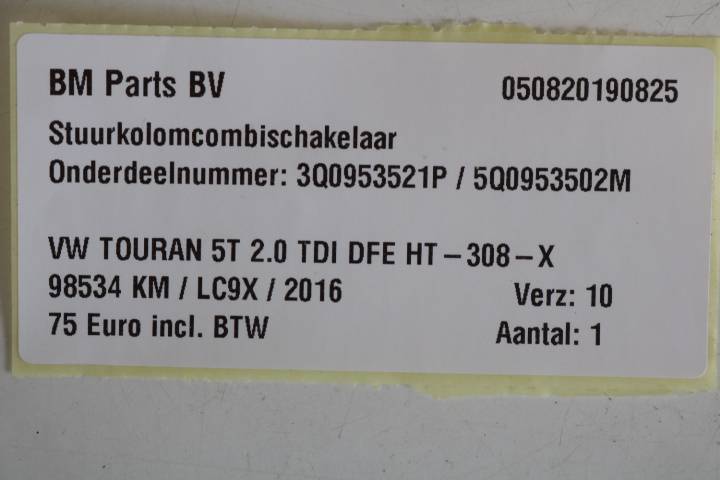 BM Parts BV 050820190825
Stuurkolomcombischakelaar
Onderdeelnummer: 3Q0953521P / 5Q0953502M
VW TOURAN 5T 2.0 TDI DFE HT-308-X
98534 KM / LC9X / 2016 Verz: 10
75 Euro incl. BTW Aantal: 1